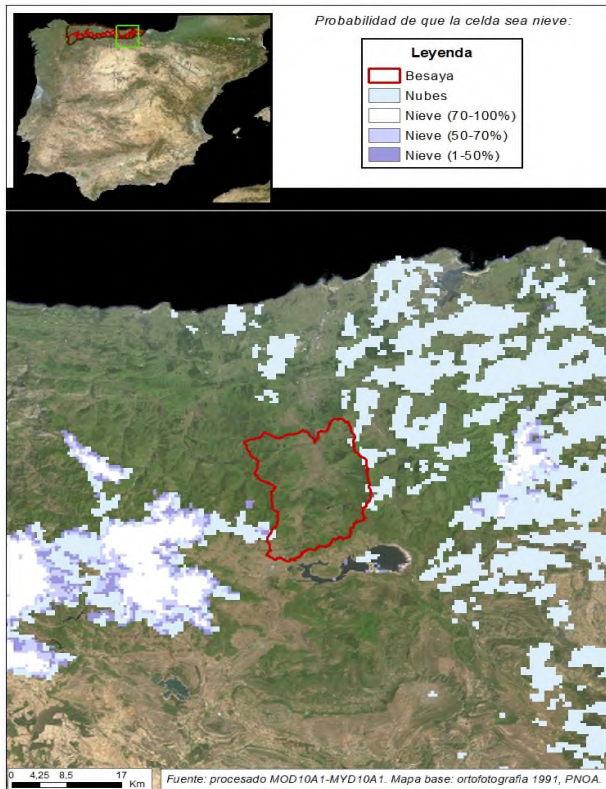 Probabilidad de que la celda sea nieve:
Leyenda
Besaya
Nubes
Nieve (70-100%)
Nieve (50-70%)
Nieve (1-50%)
0 4,25 8,5 17
Km
Fuente: procesado MOD10A1-MYD10A1. Mapa base: ortofotografia 1991, PNOA.